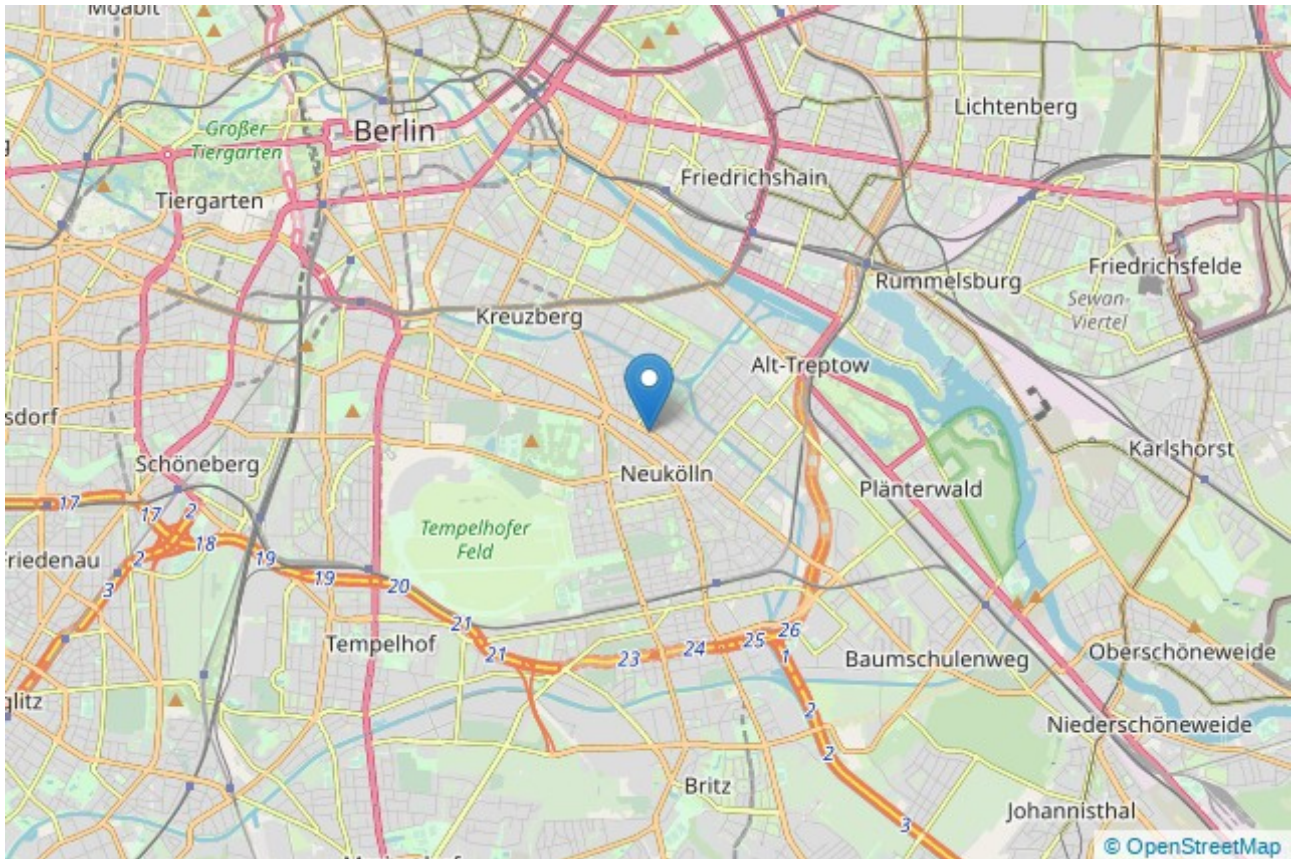 Moabit
Lichtenberg
Großer
Tiergarten
Berlin
Friedrichshain
Tiergarten
Friedrichsfelde
Rummelsburg
Sewan-
Viertel
Kreuzberg
Alt-Treptow
sdorf
Karlshorst
Schöneberg
Neukölln
Plänterwald
17
17
2
Tempelhofer
Feld
2
18
19
riedenau
3
19
20
21
Tempelhof
21
23
24
25
26
1
Baumschulenweg
Oberschöneweide
glitz
2
Niederschöneweide
2
Britz
3
Johannisthal
© OpenStreetMap